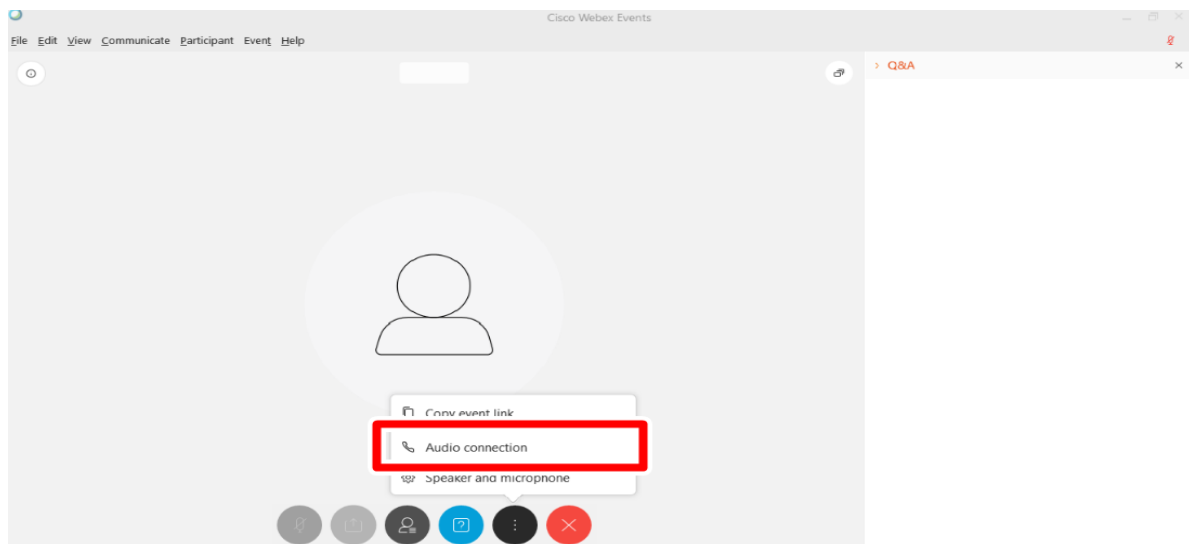 Cisco Webex Events
File Edit View Communicate Participant Event Help
Q&A
Copy event link
Audio connection
Speaker and microphone